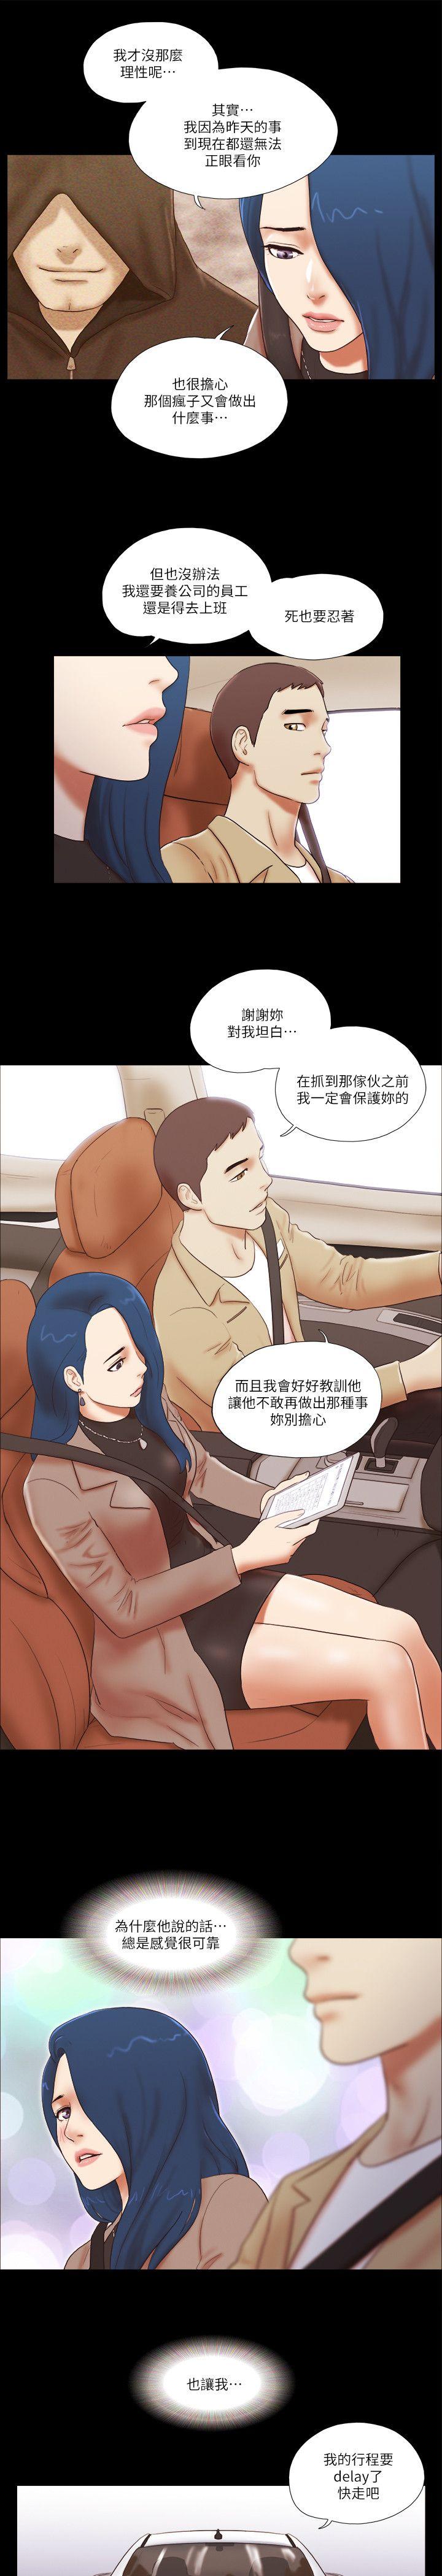 我才沒那麼
理性呢…
其實…
我因為昨天的事
到現在都還無法
正眼看你
也很擔心
那個瘋子又會做出
什麼事…
但也沒辦法
我還要養公司的員工
還是得去上班
死也要忍著
謝謝妳
對我坦白…
在抓到那傢伙之前
我一定會保護妳的
而且我會好好教訓他
讓他不敢再做出那種事
妳別擔心
為什麼他說的話…
總是感覺很可靠
也讓我…
我的行程要
delay了
快走吧